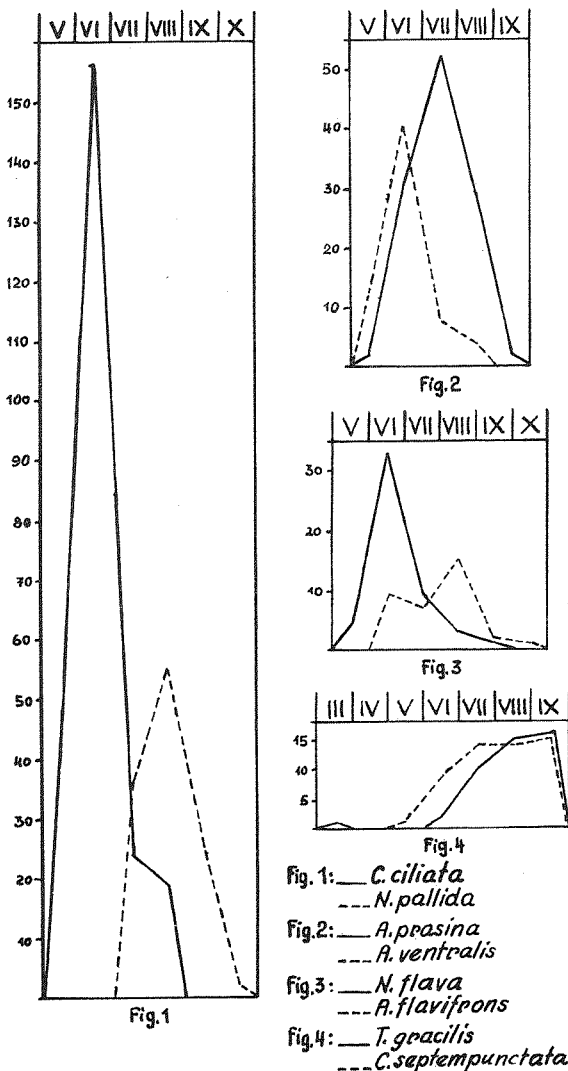 V VI VII VIII IX X
150
140
130
120
110
100
90
80
70
60
50
40
30
20
10
Fig.1
V VI VII VIII IX
50
40
30
20
10
Fig.2
V VI VII VIII IX X
30
20
10
Fig.3
III IV V VI VII VIII IX
15
10
5
Fig.4
Fig.1: C. ciliata
N. pallida
Fig.2: A. prasina
A. ventralis
Fig.3: N. flava
A. flavifrons
Fig.4: T. gracilis
C. septempunctata